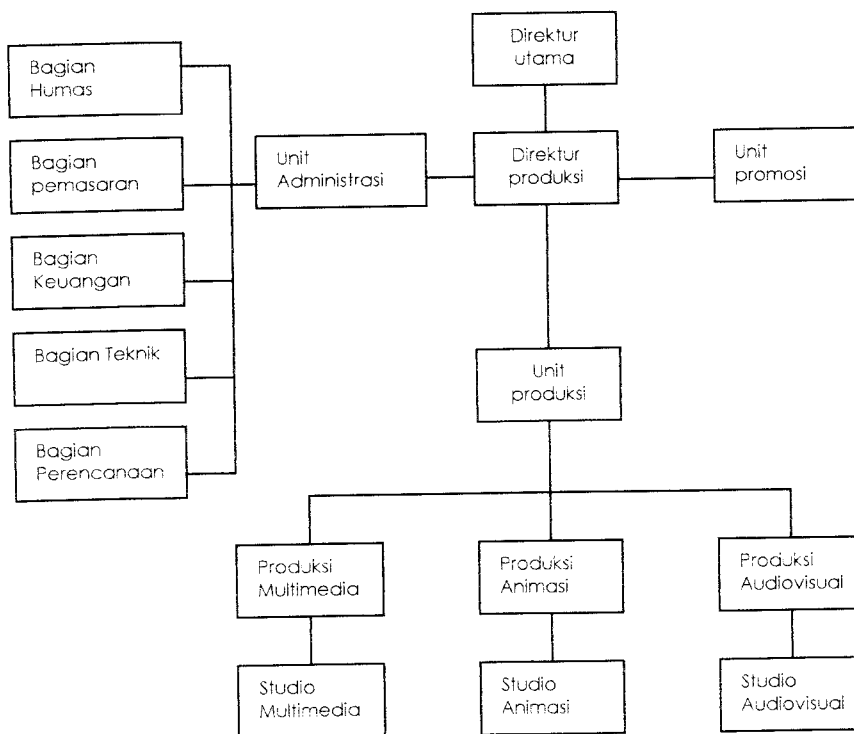 Direktur
utama
Bagian
Humas
Bagian
pemasaran
Unit
Administrasi
Direktur
produksi
Unit
promosi
Bagian
Keuangan
Bagian Teknik
Unit
produksi
Bagian
Perencanaan
Produksi
Multimedia
Produksi
Animasi
Produksi
Audiovisual
Studio
Multimedia
Studio
Animasi
Studio
Audiovisual